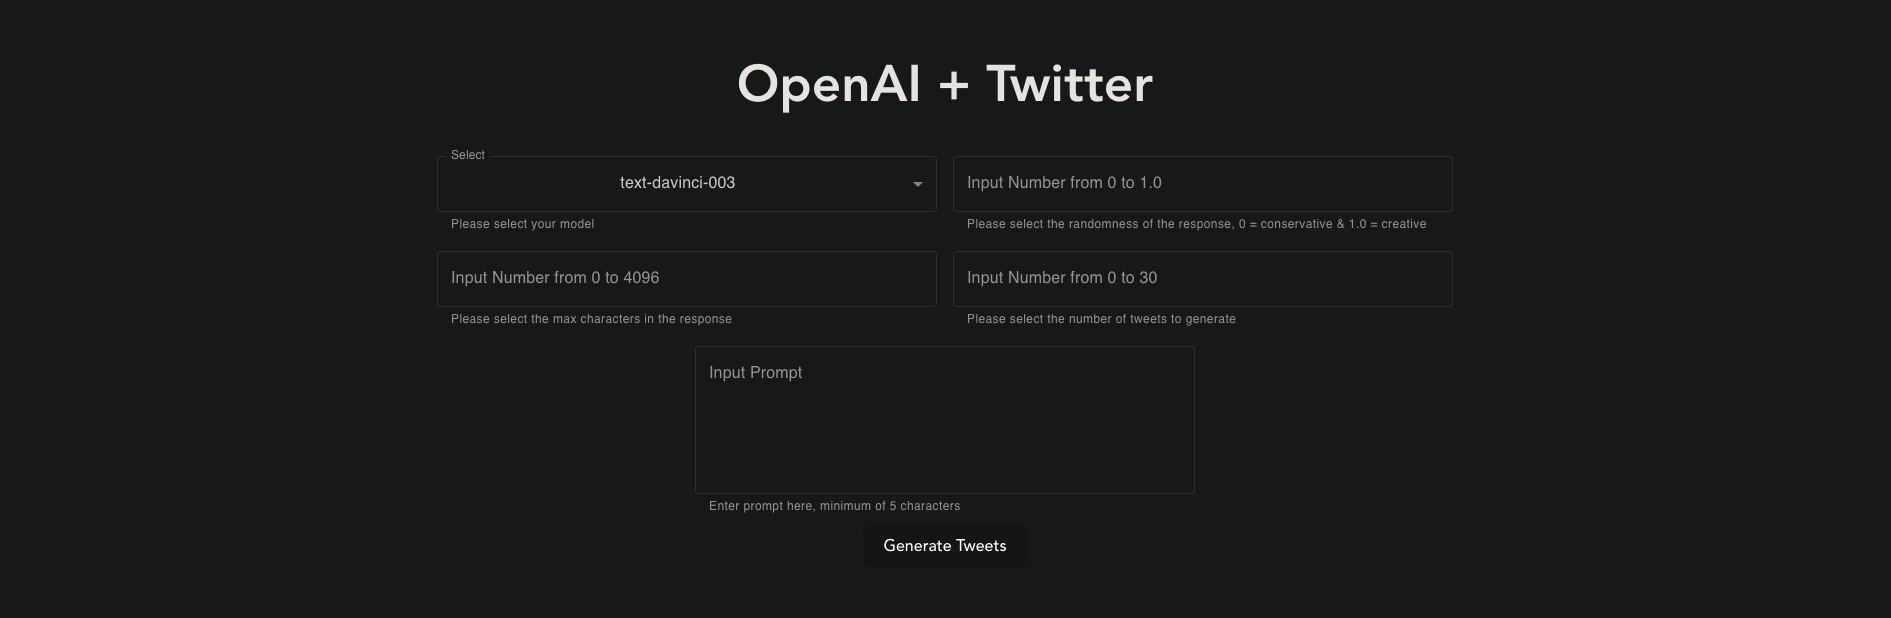 OpenAI + Twitter
Select
text-davinci-003
Input Number from 0 to 1.0
Please select your model
Please select the randomness of the response, 0 = conservative & 1.0 = creative
Input Number from 0 to 4096
Input Number from 0 to 30
Please select the max characters in the response
Please select the number of tweets to generate
Input Prompt
Enter prompt here, minimum of 5 characters
Generate Tweets